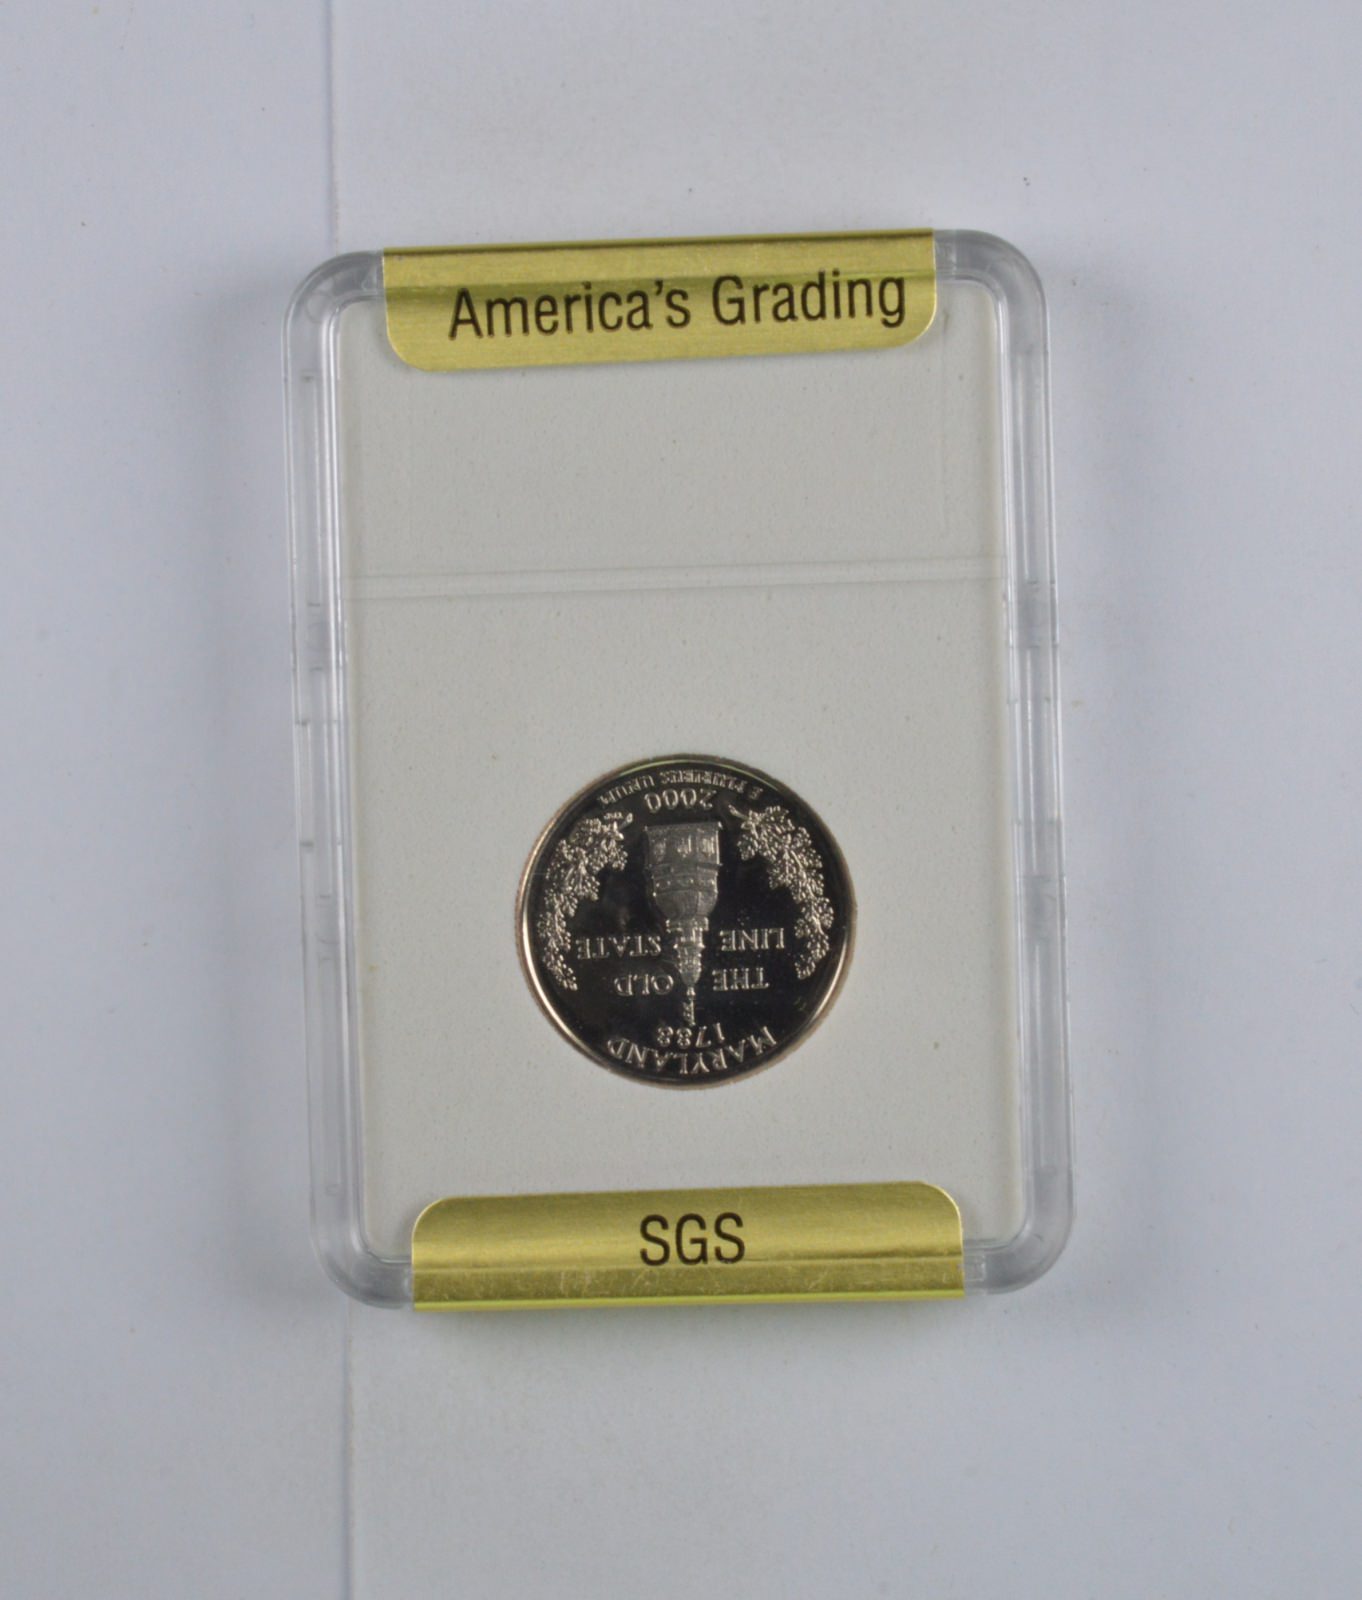 America's Grading
MARYLAND
1788
THE OLD
LINE STATE
2000
E PLURIBUS UNUM
SGS